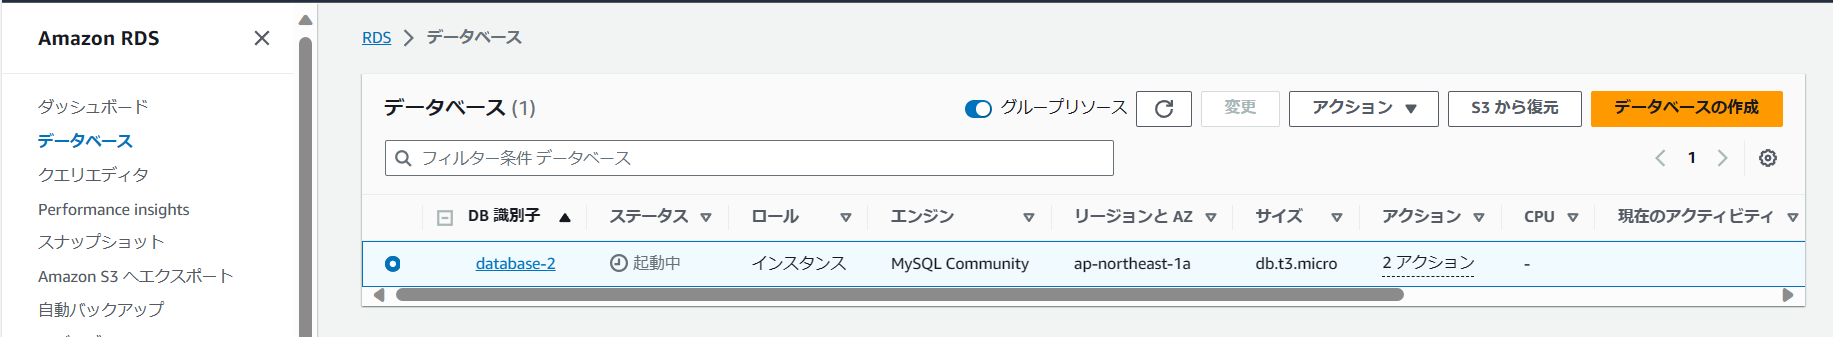 Amazon RDS
ダッシュボード
データベース
クエリエディタ
Performance insights
スナップショット
Amazon S3 へエクスポート
自動バックアップ
RDS > データベース
データベース (1)
グループリソース
変更
アクション
S3 から復元
データベースの作成
フィルター条件 データベース
1
DB 識別子 ステータス ロール エンジン リージョンと AZ サイズ アクション CPU 現在のアクティビティ
database-2 起動中 インスタンス MySQL Community ap-northeast-1a db.t3.micro 2 アクション -